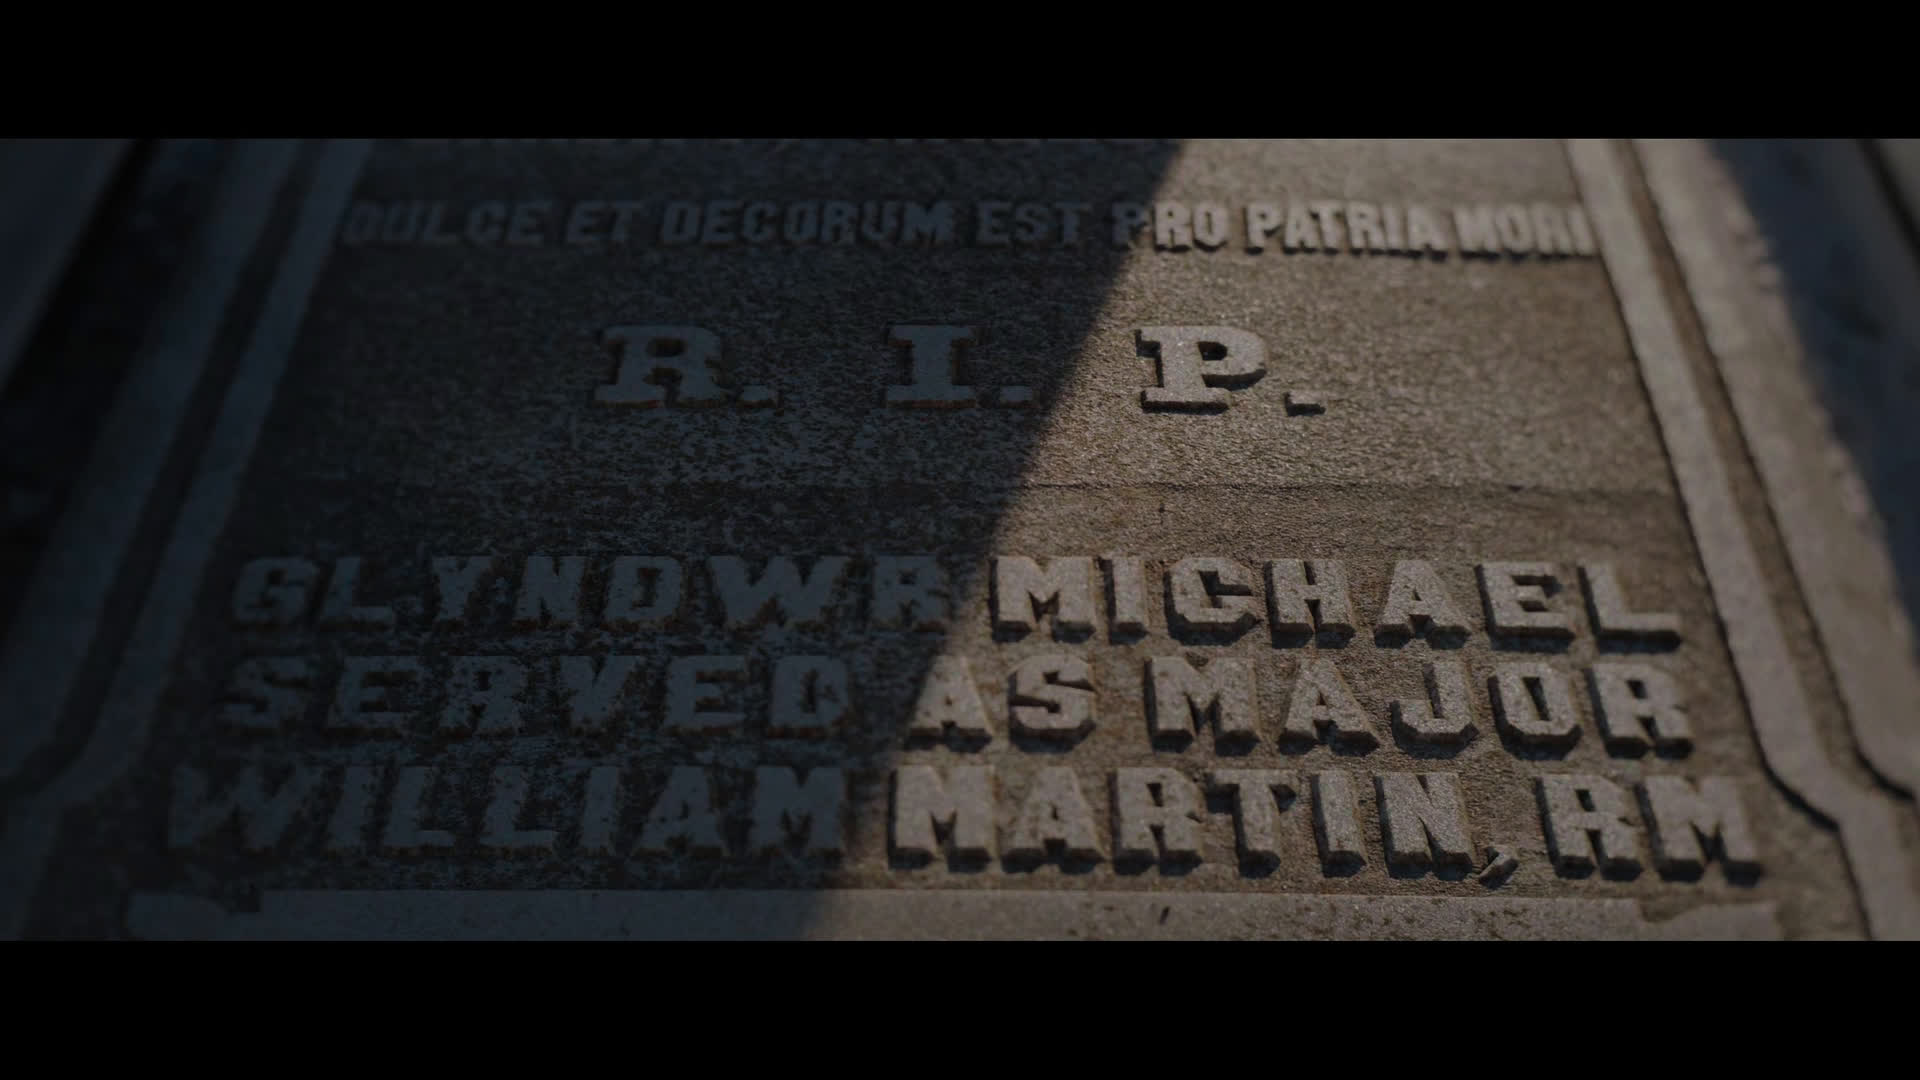 DULCE ET DECORUM EST PRO PATRIA MORI
R. I. P.
GLYNDWR MICHAEL
SERVED AS MAJOR
WILLIAM MARTIN, RM